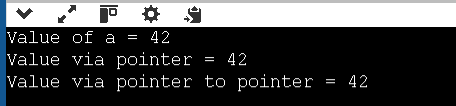 Value of a = 42
Value via pointer = 42
Value via pointer to pointer = 42